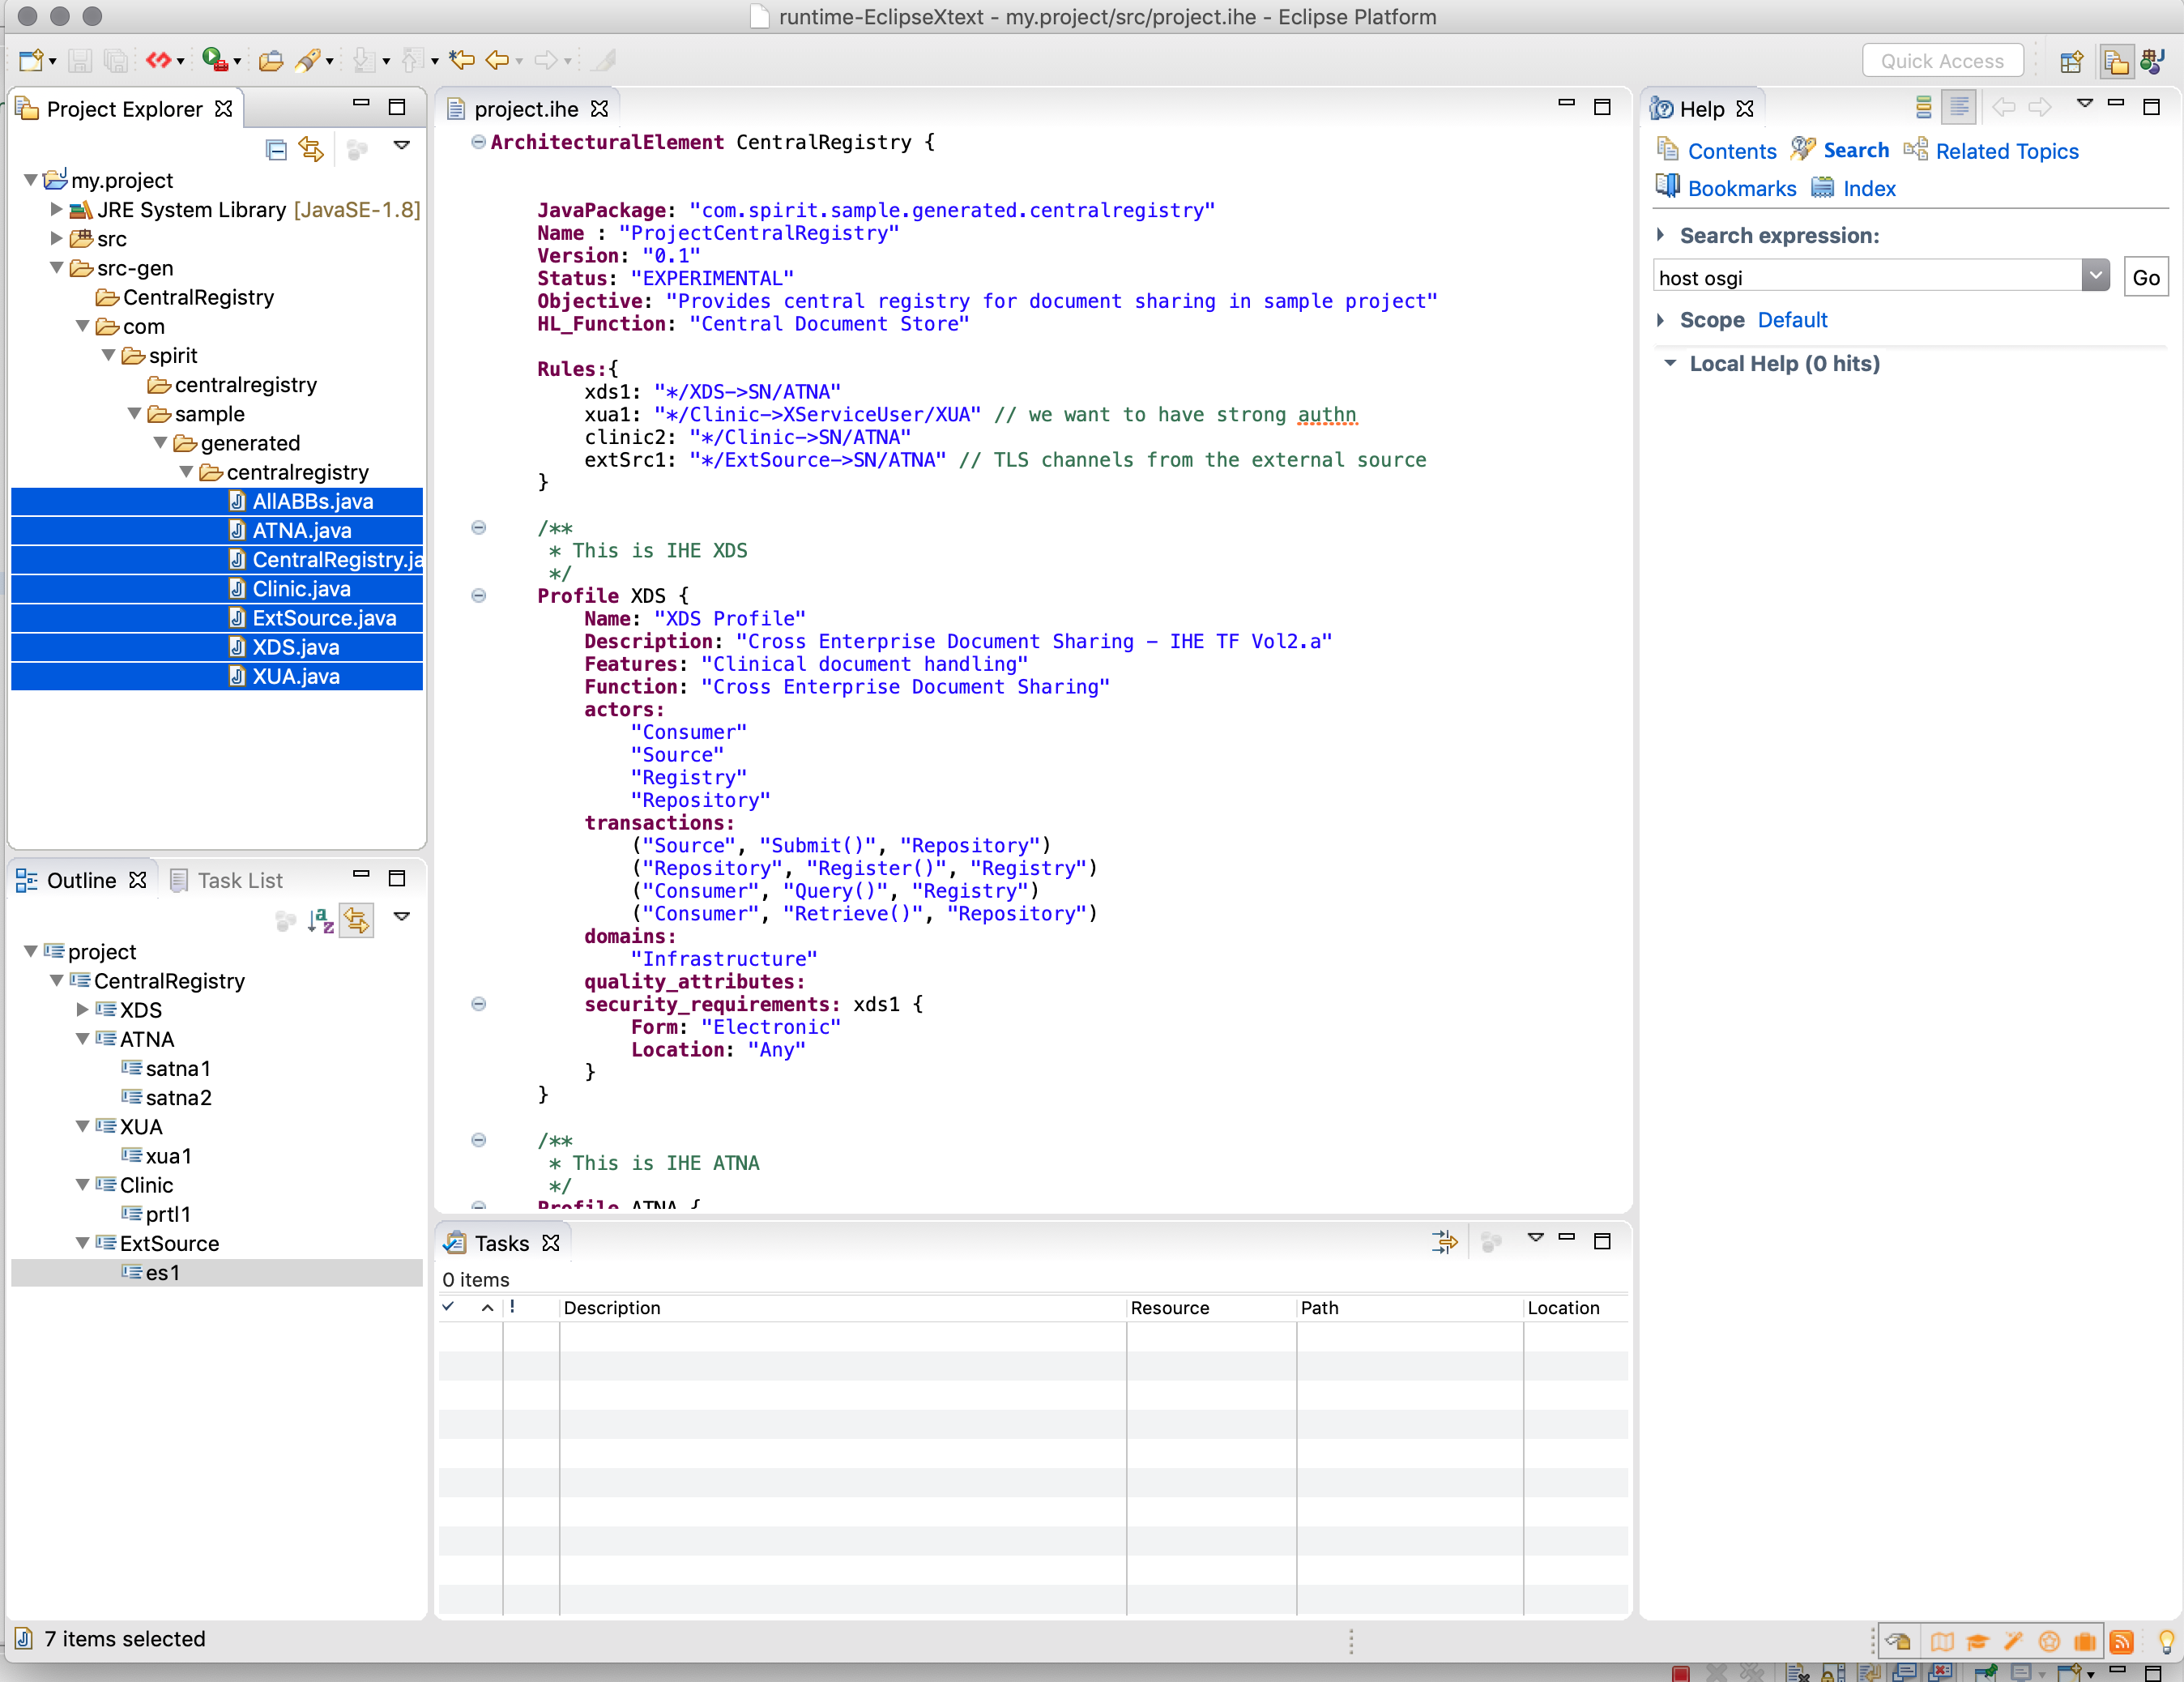 runtime-EclipseXtext - my.project/src/project.ihe - Eclipse Platform
Quick Access
Project Explorer
my.project
JRE System Library [JavaSE-1.8]
src
src-gen
CentralRegistry
com
spirit
centralregistry
sample
generated
centralregistry
AllABBs.java
ATNA.java
CentralRegistry.ja
Clinic.java
ExtSource.java
XDS.java
XUA.java
Outline
Task List
project
CentralRegistry
XDS
ATNA
satna1
satna2
XUA
xua1
Clinic
prtl1
ExtSource
es1
project.ihe
ArchitecturalElement CentralRegistry {
JavaPackage: "com.spirit.sample.generated.centralregistry"
Name : "ProjectCentralRegistry"
Version: "0.1"
Status: "EXPERIMENTAL"
Objective: "Provides central registry for document sharing in sample project"
HL_Function: "Central Document Store"
Rules:{
xds1: "*/XDS->SN/ATNA"
xua1: "*/Clinic->XServiceUser/XUA" // we want to have strong authn
clinic2: "*/Clinic->SN/ATNA"
extSrc1: "*/ExtSource->SN/ATNA" // TLS channels from the external source
}
/**
* This is IHE XDS
*/
Profile XDS {
Name: "XDS Profile"
Description: "Cross Enterprise Document Sharing – IHE TF Vol2.a"
Features: "Clinical document handling"
Function: "Cross Enterprise Document Sharing"
actors:
"Consumer"
"Source"
"Registry"
"Repository"
transactions:
("Source", "Submit()", "Repository")
("Repository", "Register()", "Registry")
("Consumer", "Query()", "Registry")
("Consumer", "Retrieve()", "Repository")
domains:
"Infrastructure"
quality_attributes:
security_requirements: xds1 {
Form: "Electronic"
Location: "Any"
}
}
/**
* This is IHE ATNA
*/
Profile ATNA {
Tasks
0 items
! Description Resource Path Location
Help
Contents Search Related Topics
Bookmarks Index
Search expression:
host osgi Go
Scope Default
Local Help (0 hits)
7 items selected